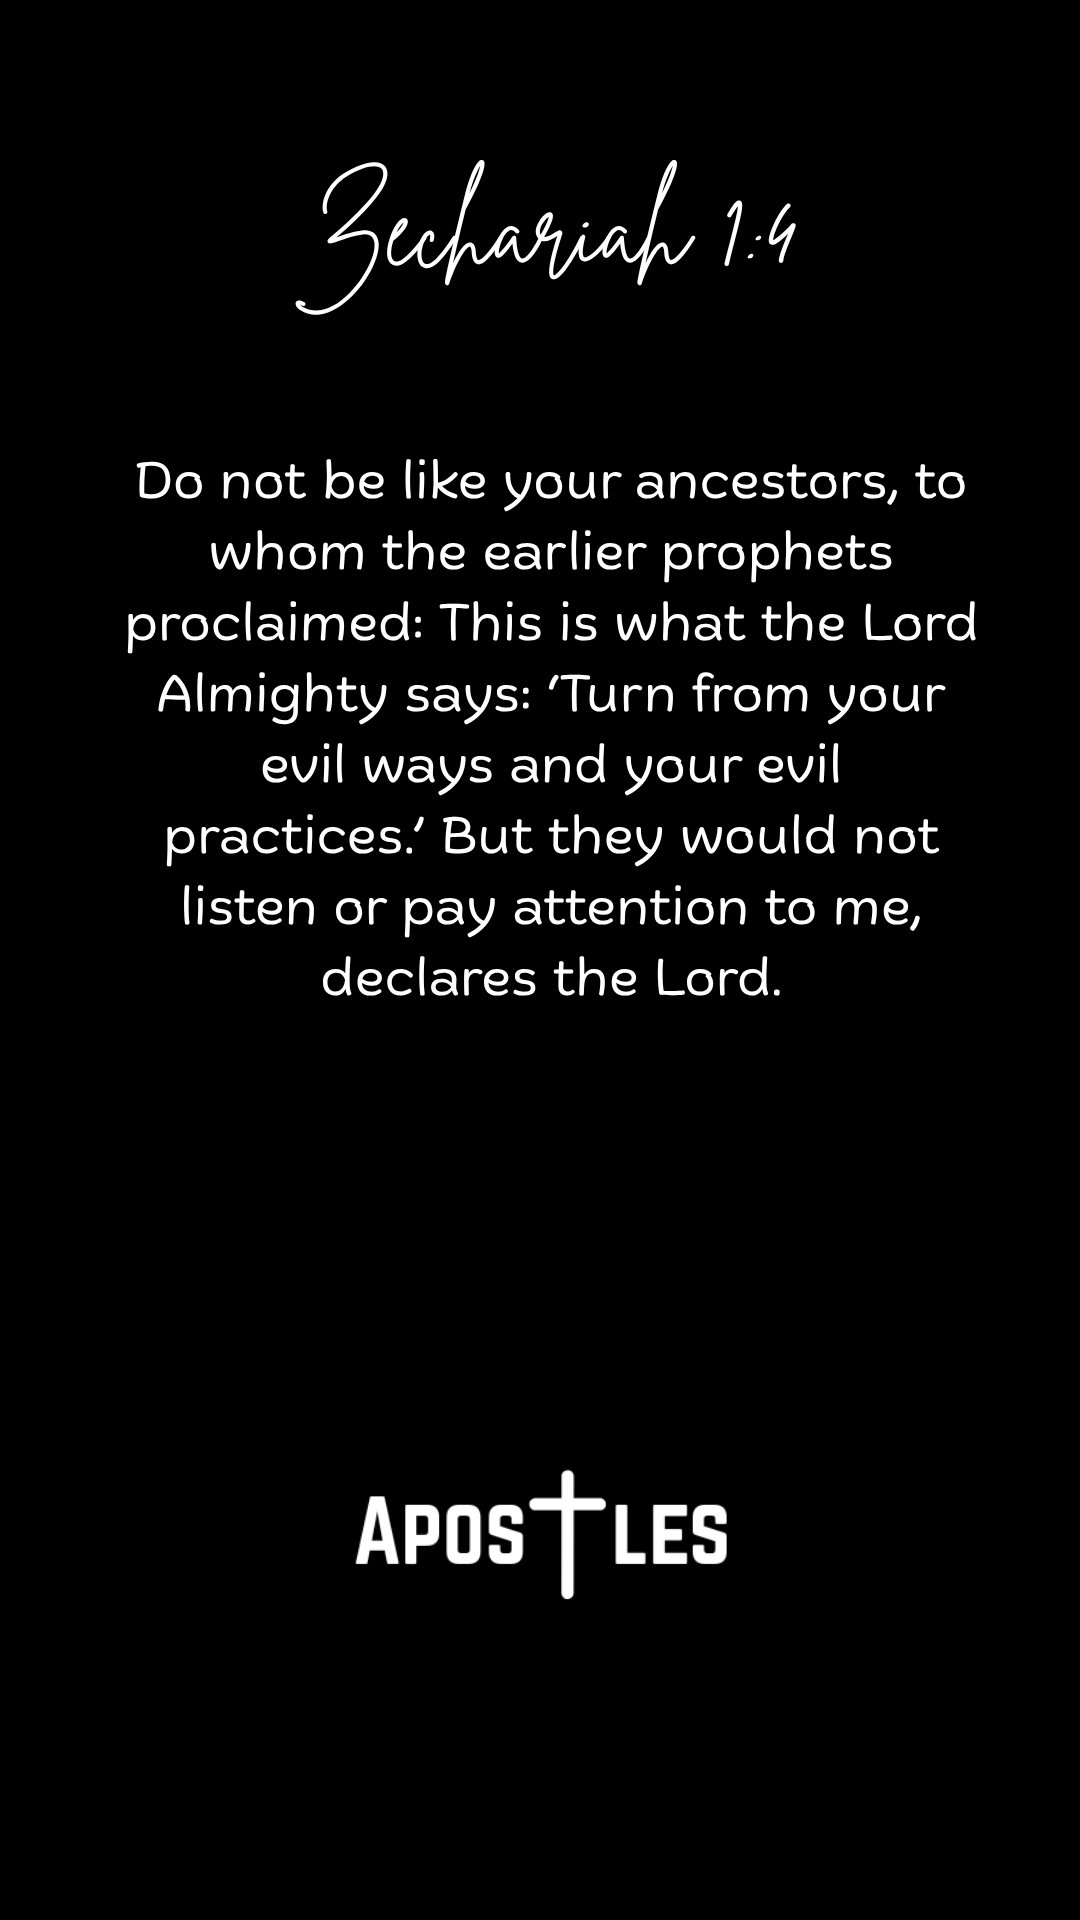 Zechariah 1:4
Do not be like your ancestors, to
whom the earlier prophets
proclaimed: This is what the Lord
Almighty says: ‘Turn from your
evil ways and your evil
practices.’ But they would not
listen or pay attention to me,
declares the Lord.
APOSTLES